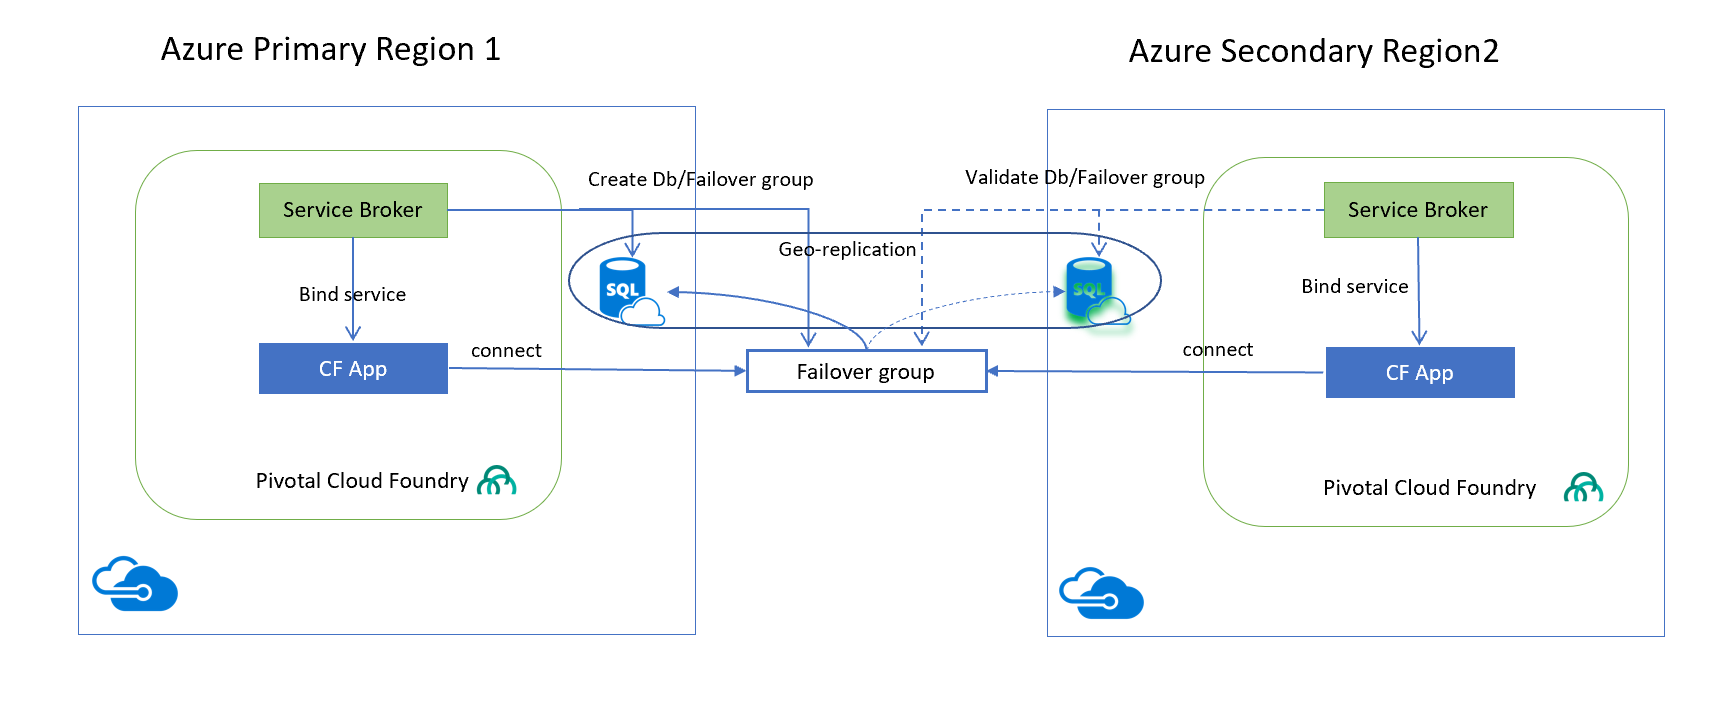 Azure Primary Region 1
Azure Secondary Region2
Create Db/Failover group
Validate Db/Failover group
Service Broker
Service Broker
Geo-replication
SQL
SQL
Bind service
Bind service
connect
connect
CF App
Failover group
CF App
Pivotal Cloud Foundry
Pivotal Cloud Foundry